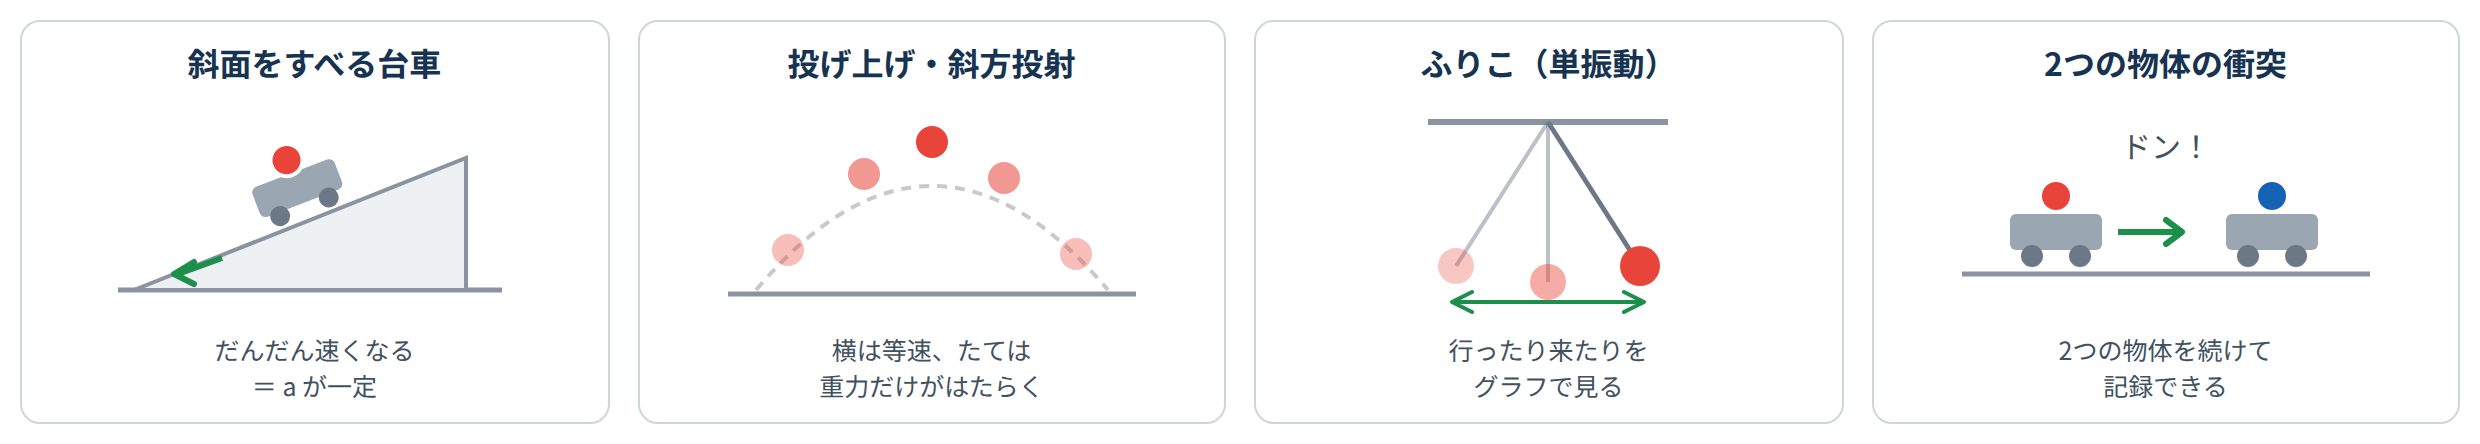 斜面をすべる台車
だんだん速くなる
＝ a が一定
投げ上げ・斜方投射
横は等速、たては
重力だけがはたらく
ふりこ（単振動）
行ったり来たりを
グラフで見る
2つの物体の衝突
ドン！
2つの物体を続けて
記録できる